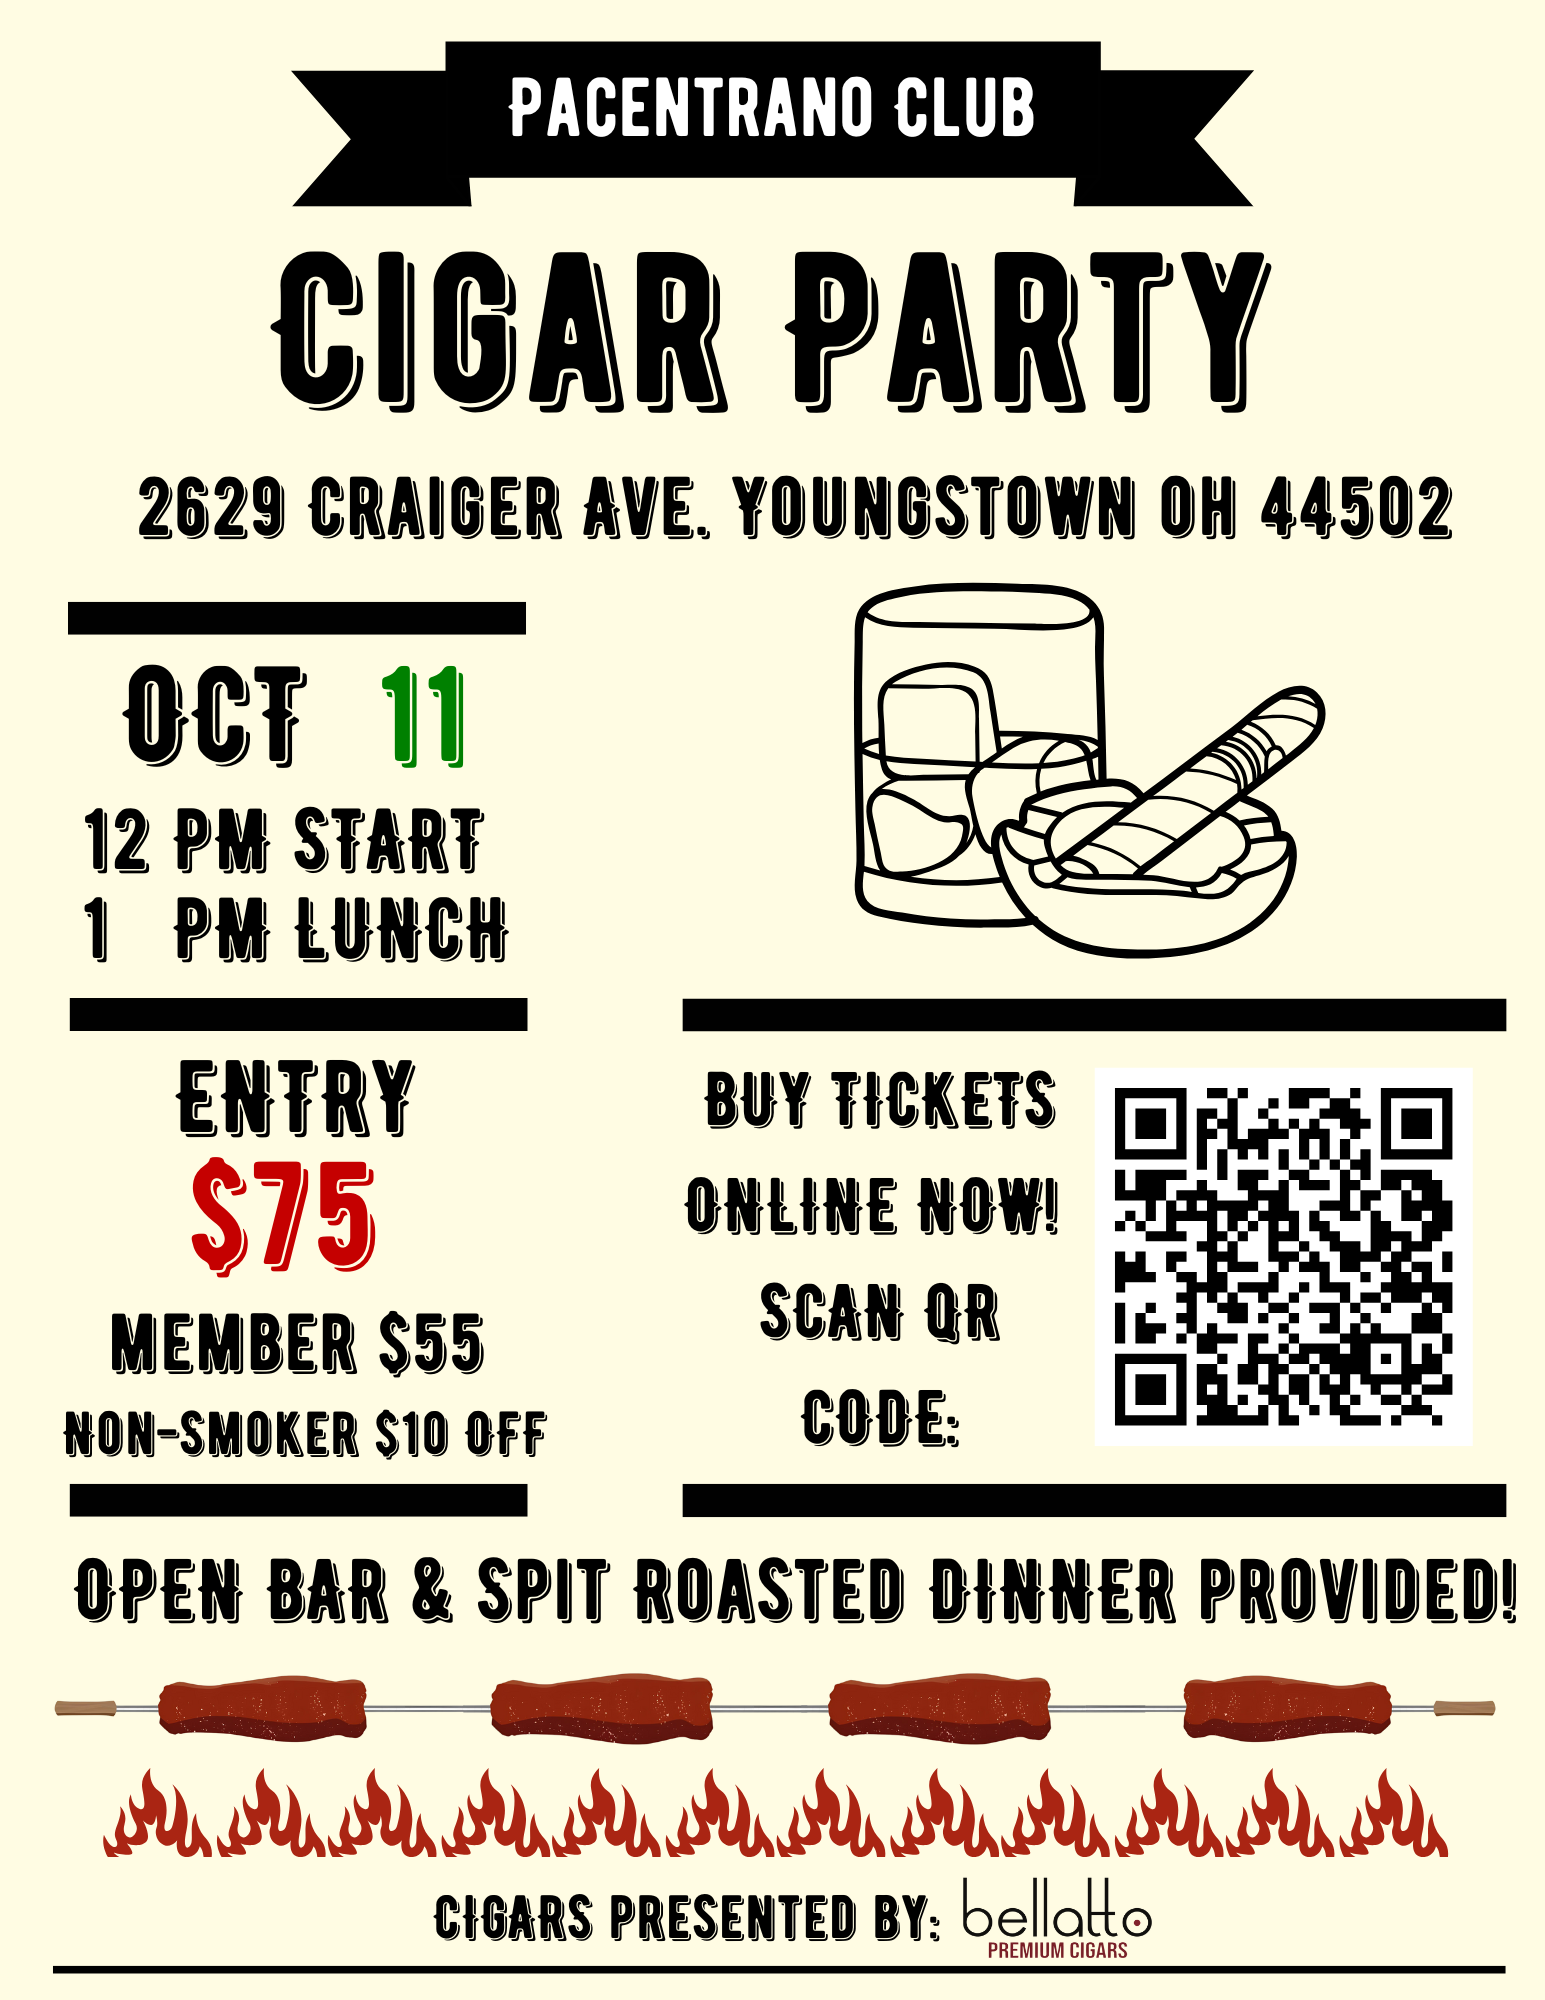 PACENTRANO CLUB
CIGAR PARTY
2629 CRAIGER AVE. YOUNGSTOWN OH 44502
OCT 11
12 PM START
1 PM LUNCH
ENTRY
$75
MEMBER $55
NON-SMOKER $10 OFF
BUY TICKETS
ONLINE NOW!
SCAN QR
CODE:
OPEN BAR & SPIT ROASTED DINNER PROVIDED!
CIGARS PRESENTED BY: bellatto
PREMIUM CIGARS